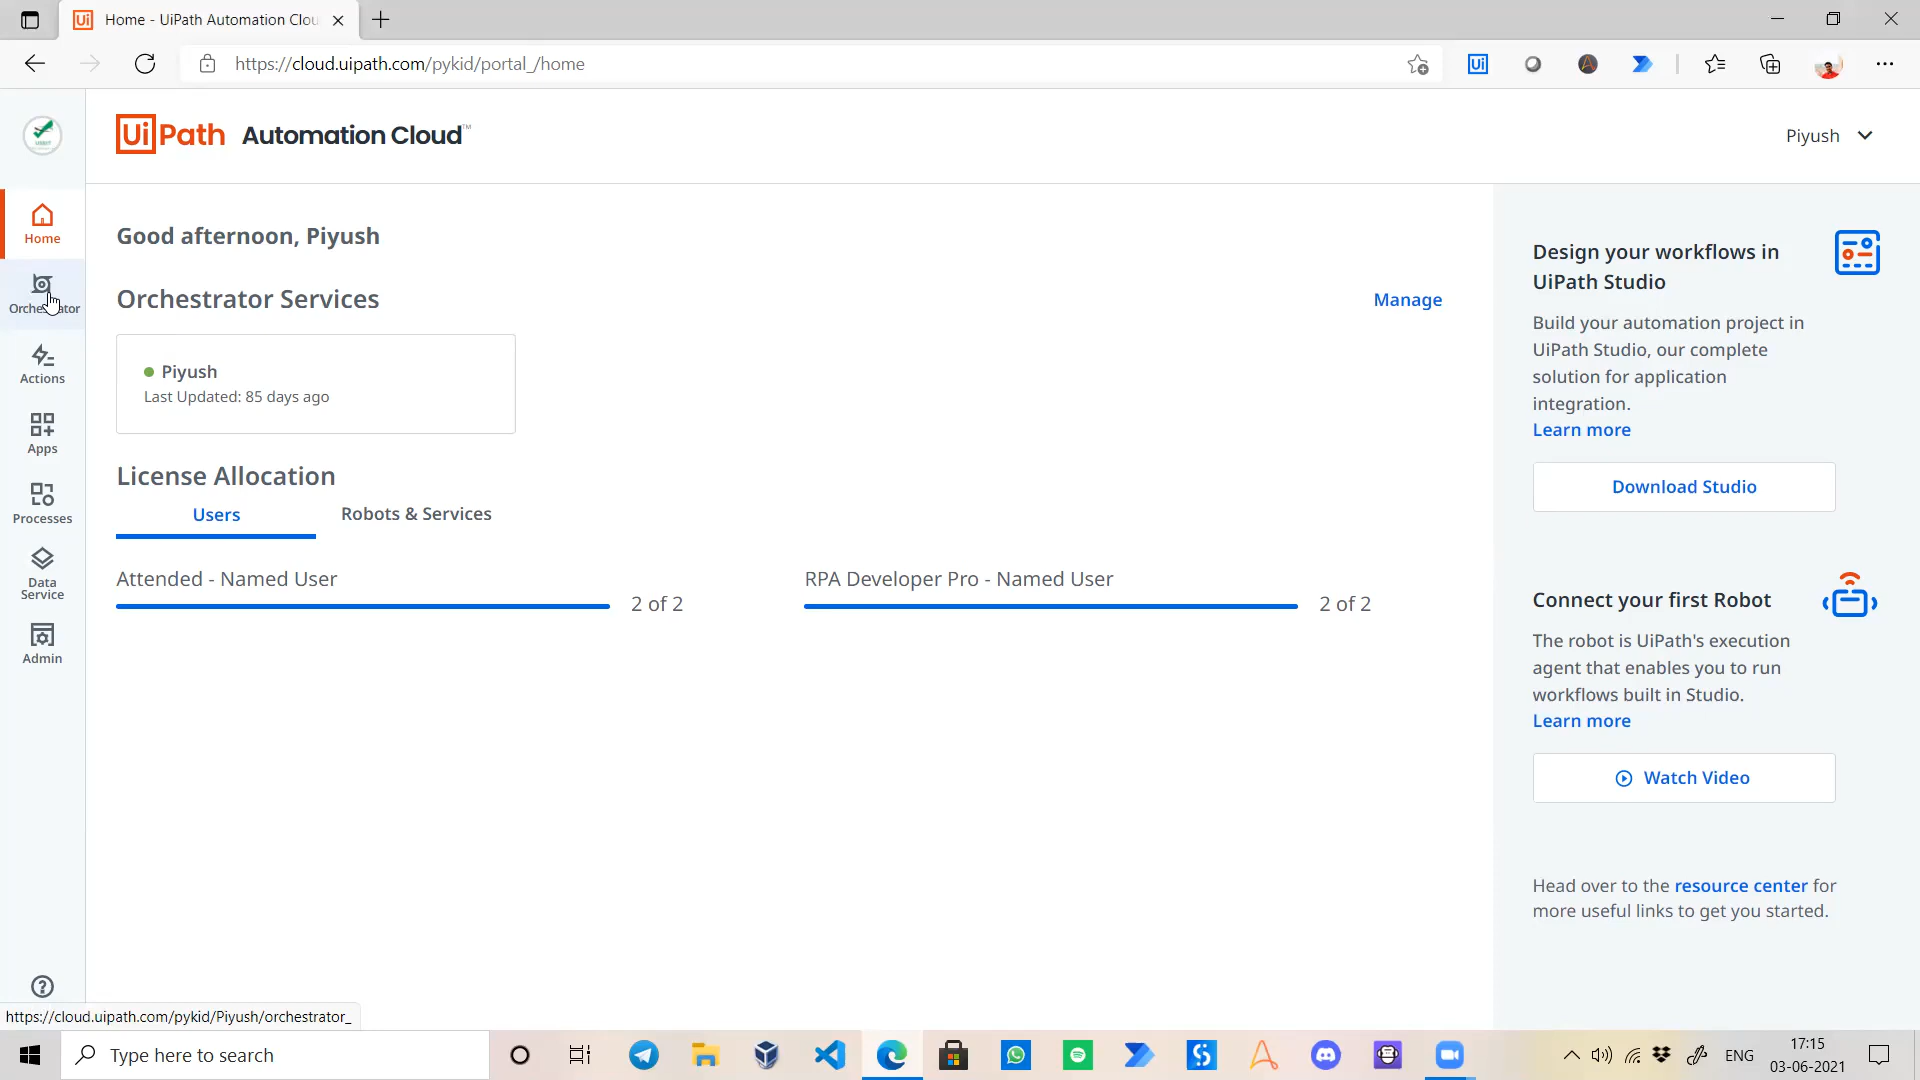 Home - UiPath Automation Clou
https://cloud.uipath.com/pykid/portal_/home
UiPath Automation Cloud™
Piyush
Home
Orchestrator
Actions
Apps
Processes
Data
Service
Admin
Good afternoon, Piyush
Orchestrator Services
Manage
Piyush
Last Updated: 85 days ago
License Allocation
Users
Robots & Services
Attended - Named User
2 of 2
RPA Developer Pro - Named User
2 of 2
Design your workflows in
UiPath Studio
Build your automation project in
UiPath Studio, our complete
solution for application
integration.
Learn more
Download Studio
Connect your first Robot
The robot is UiPath's execution
agent that enables you to run
workflows built in Studio.
Learn more
Watch Video
Head over to the resource center for
more useful links to get you started.
https://cloud.uipath.com/pykid/Piyush/orchestrator_
Type here to search
ENG
17:15
03-06-2021